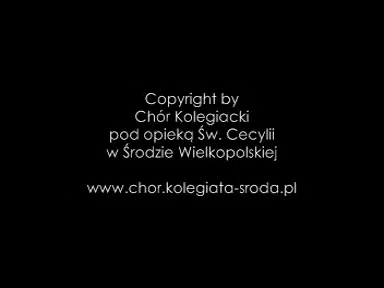 Copyright by
Chór Kolegiacki
pod opieką Św. Cecylii
w Środzie Wielkopolskiej
www.chor.kolegiata-sroda.pl